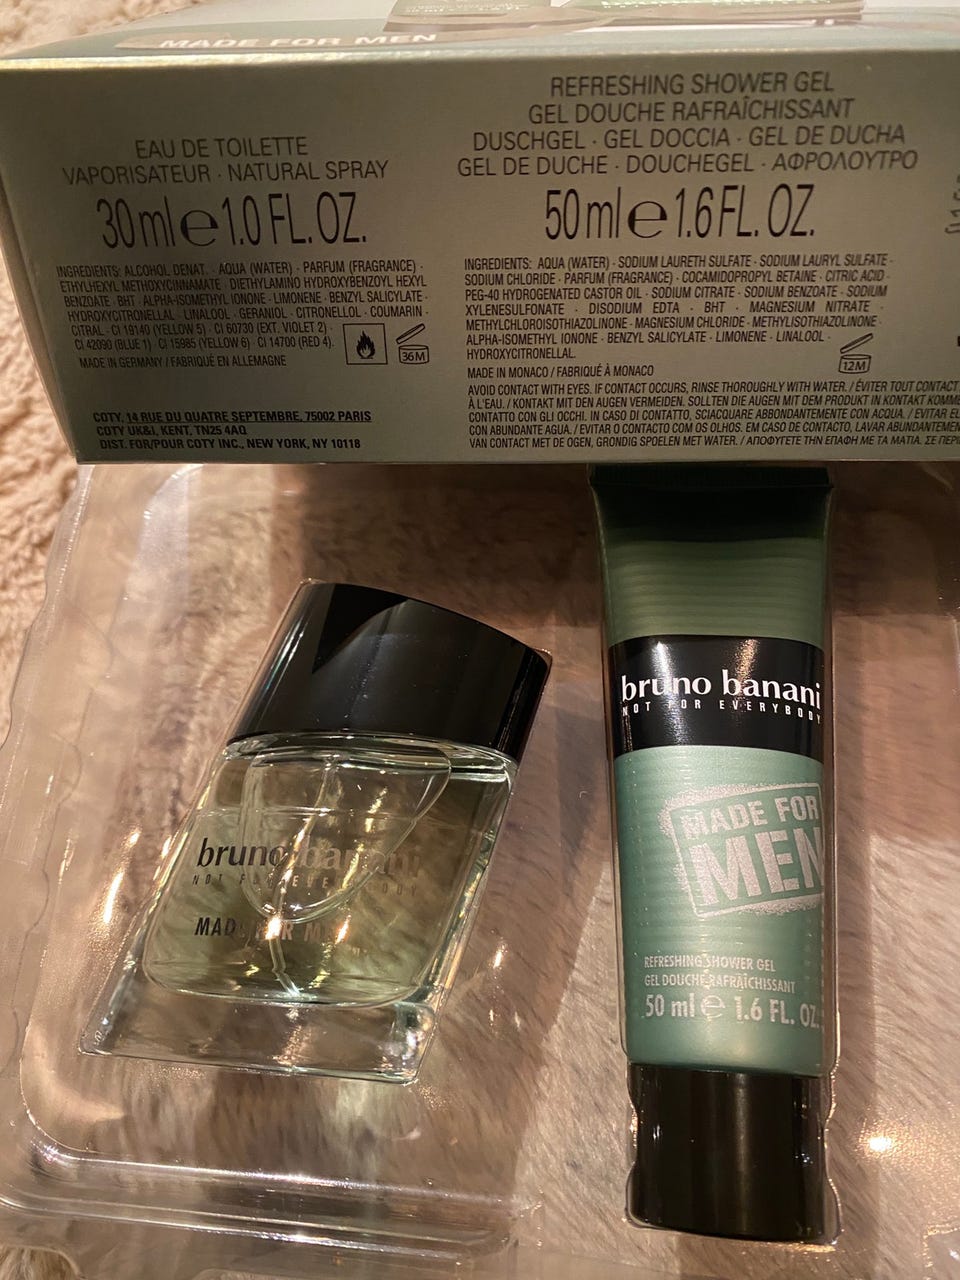 MADE FOR MEN
EAU DE TOILETTE
VAPORISATEUR · NATURAL SPRAY
30 ml ℮ 1.0 FL. OZ.
INGREDIENTS: ALCOHOL DENAT. · AQUA (WATER) · PARFUM (FRAGRANCE) ·
ETHYLHEXYL METHOXYCINNAMATE · DIETHYLAMINO HYDROXYBENZOYL HEXYL
BENZOATE · BHT · ALPHA-ISOMETHYL IONONE · LIMONENE · BENZYL SALICYLATE ·
HYDROXYCITRONELLAL · LINALOOL · GERANIOL · CITRONELLOL · COUMARIN ·
CITRAL · CI 19140 (YELLOW 5) · CI 60730 (EXT. VIOLET 2) ·
CI 42090 (BLUE 1) · CI 15985 (YELLOW 6) · CI 14700 (RED 4).
MADE IN GERMANY / FABRIQUÉ EN ALLEMAGNE
36M
COTY, 14 RUE DU QUATRE SEPTEMBRE, 75002 PARIS
COTY UK&I, KENT, TN25 4AQ
DIST. FOR/POUR COTY INC., NEW YORK, NY 10118
REFRESHING SHOWER GEL
GEL DOUCHE RAFRAÎCHISSANT
DUSCHGEL · GEL DOCCIA · GEL DE DUCHA
GEL DE DUCHE · DOUCHEGEL · ΑΦΡΟΛΟΥΤΡΟ
50 ml ℮ 1.6 FL. OZ.
INGREDIENTS: AQUA (WATER) · SODIUM LAURETH SULFATE · SODIUM LAURYL SULFATE ·
SODIUM CHLORIDE · PARFUM (FRAGRANCE) · COCAMIDOPROPYL BETAINE · CITRIC ACID ·
PEG-40 HYDROGENATED CASTOR OIL · SODIUM CITRATE · SODIUM BENZOATE · SODIUM
XYLENESULFONATE · DISODIUM EDTA · BHT · MAGNESIUM NITRATE ·
METHYLCHLOROISOTHIAZOLINONE · MAGNESIUM CHLORIDE · METHYLISOTHIAZOLINONE ·
ALPHA-ISOMETHYL IONONE · BENZYL SALICYLATE · LIMONENE · LINALOOL ·
HYDROXYCITRONELLAL.
MADE IN MONACO / FABRIQUÉ À MONACO
12M
AVOID CONTACT WITH EYES. IF CONTACT OCCURS, RINSE THOROUGHLY WITH WATER. / ÉVITER TOUT CONTACT
À L'EAU. / KONTAKT MIT DEN AUGEN VERMEIDEN. SOLLTEN DIE AUGEN MIT DEM PRODUKT IN KONTAKT KOMME
CONTATTO CON GLI OCCHI. IN CASO DI CONTATTO, SCIACQUARE ABBONDANTEMENTE CON ACQUA. / EVITAR EL
CON ABUNDANTE AGUA. / EVITAR O CONTACTO COM OS OLHOS. EM CASO DE CONTACTO, LAVAR ABUNDANTEMEN
VAN CONTACT MET DE OGEN, GRONDIG SPOELEN MET WATER. / ΑΠΟΦΥΓΕΤΕ ΤΗΝ ΕΠΑΦΗ ΜΕ ΤΑ ΜΑΤΙΑ. ΣΕ ΠΕΡΙ
bruno banani
NOT FOR EVERYBODY
MADE FOR MEN
bruno banani
NOT FOR EVERYBODY
MADE FOR
MEN
REFRESHING SHOWER GEL
GEL DOUCHE RAFRAÎCHISSANT
50 ml ℮ 1.6 FL. OZ.